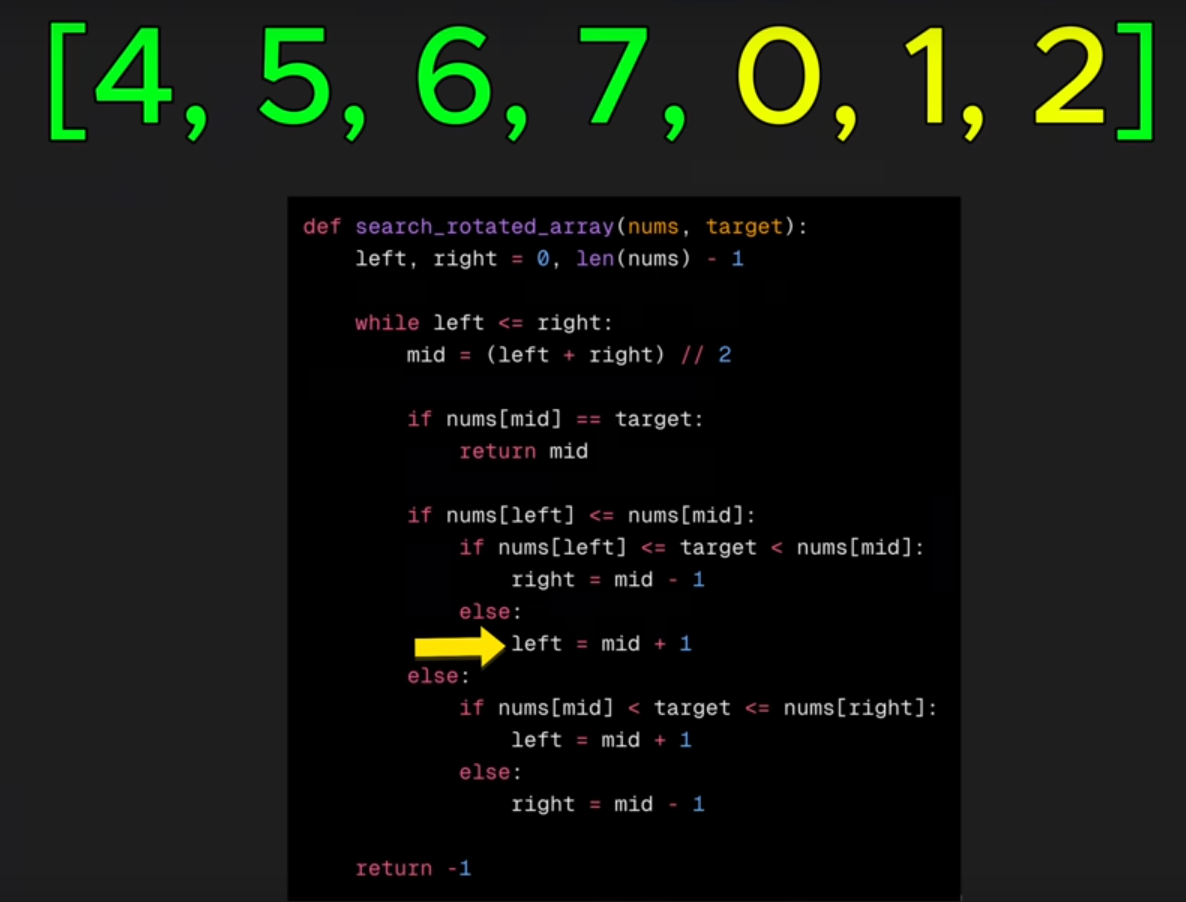 [4, 5, 6, 7, 0, 1, 2]
def search_rotated_array(nums, target):
    left, right = 0, len(nums) - 1
    while left <= right:
        mid = (left + right) // 2
        if nums[mid] == target:
            return mid
        if nums[left] <= nums[mid]:
            if nums[left] <= target < nums[mid]:
                right = mid - 1
            else:
                left = mid + 1
        else:
            if nums[mid] < target <= nums[right]:
                left = mid + 1
            else:
                right = mid - 1
    return -1